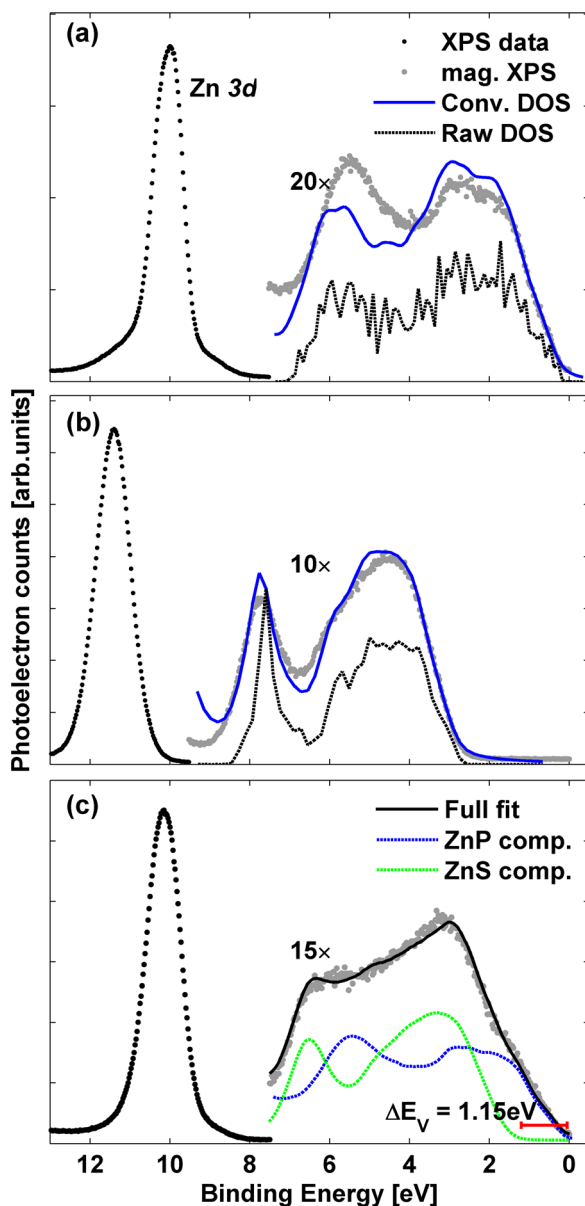 (a)
XPS data
mag. XPS
Conv. DOS
Raw DOS
Zn 3d
20×
Photoelectron counts [arb.units]
(b)
10×
(c)
Full fit
ZnP comp.
ZnS comp.
15×
ΔE_V = 1.15eV
12 10 8 6 4 2 0
Binding Energy [eV]